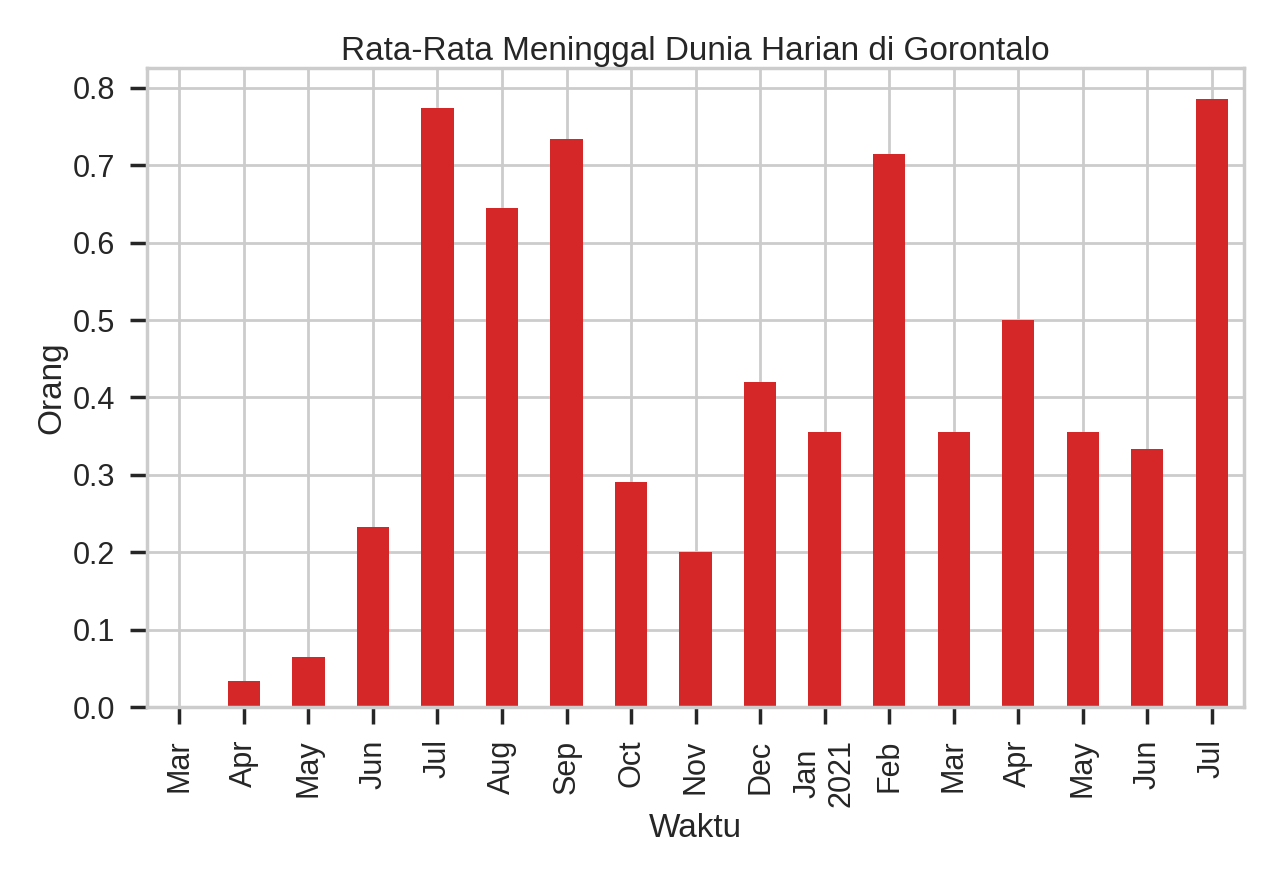 Rata-Rata Meninggal Dunia Harian di Gorontalo
0.8
0.7
0.6
0.5
0.4
0.3
0.2
0.1
0.0
Orang
Mar
Apr
May
Jun
Jul
Aug
Sep
Oct
Nov
Dec
Jan
2021
Feb
Mar
Apr
May
Jun
Jul
Waktu